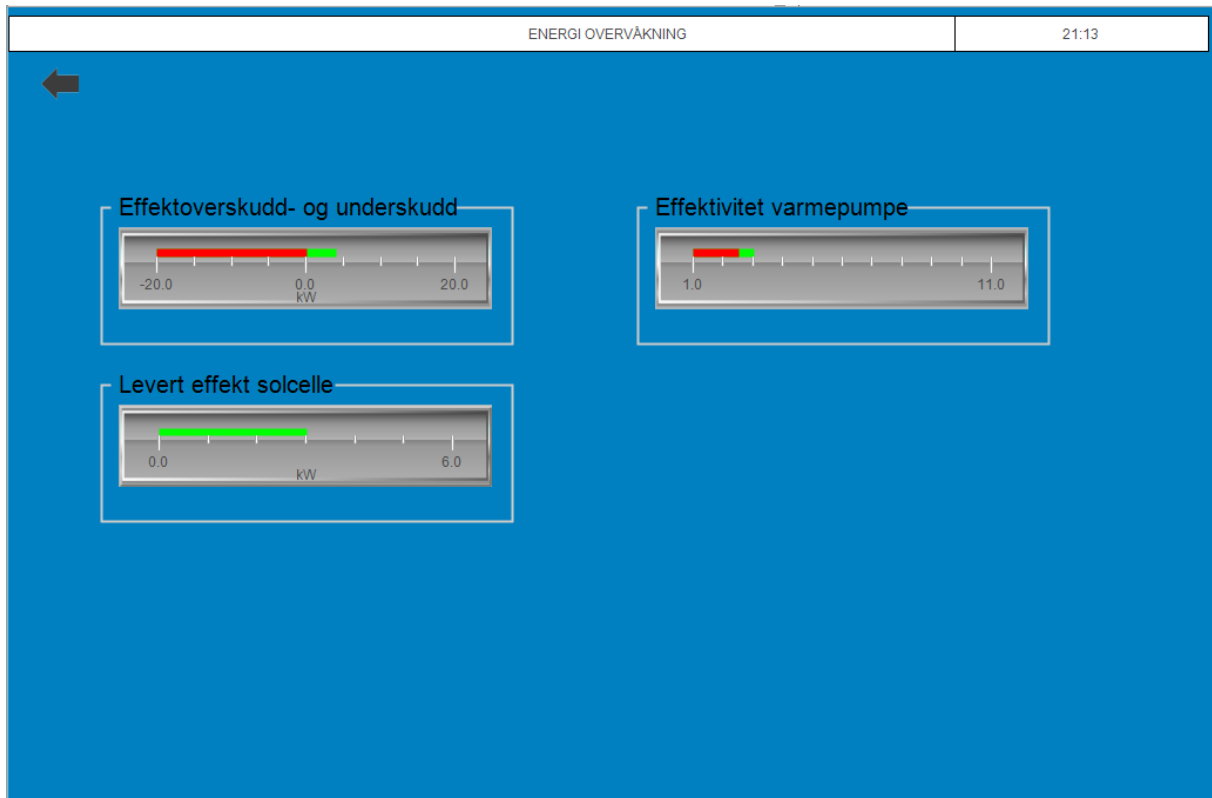 ENERGI OVERVÅKNING 21:13
Effektoverskudd- og underskudd
-20.0 0.0 20.0
kW
Effektivitet varmepumpe
1.0 11.0
Levert effekt solcelle
0.0 6.0
kW